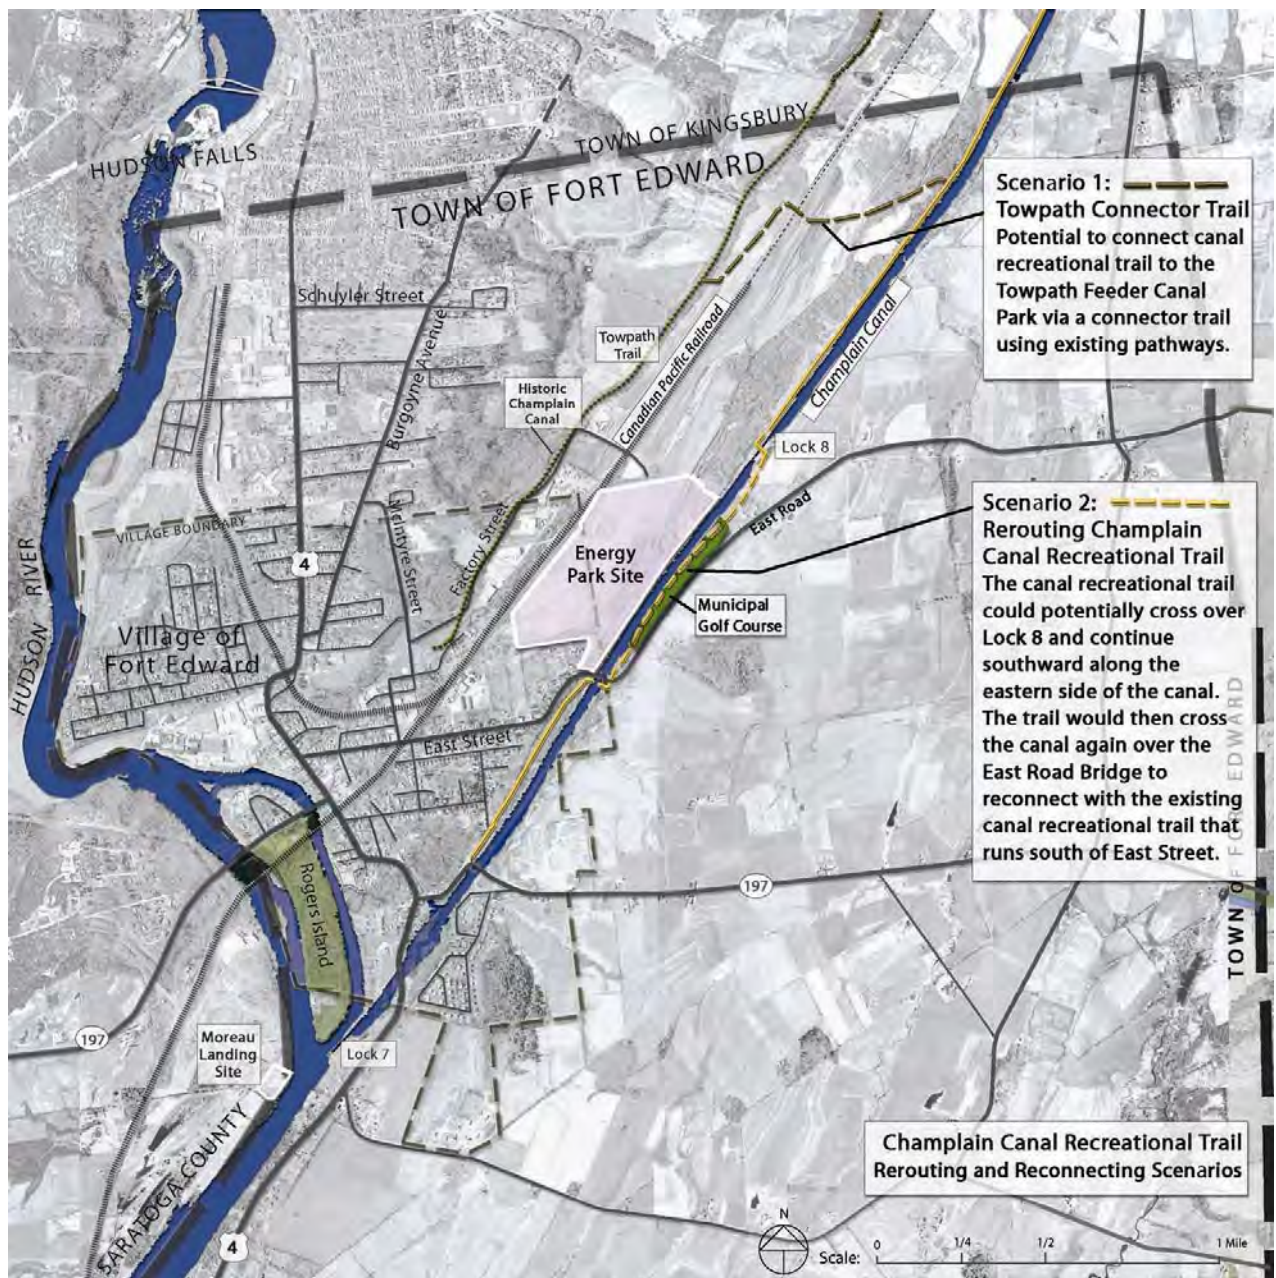 HUDSON FALLS
TOWN OF KINGSBURY
TOWN OF FORT EDWARD
Scenario 1:
Towpath Connector Trail
Potential to connect canal
recreational trail to the
Towpath Feeder Canal
Park via a connector trail
using existing pathways.
Schuyler Street
Burgoyne Avenue
Towpath
Trail
Canadian Pacific Railroad
Champlain Canal
Historic
Champlain
Canal
Lock 8
East Road
Scenario 2:
Rerouting Champlain
Canal Recreational Trail
The canal recreational trail
could potentially cross over
Lock 8 and continue
southward along the
eastern side of the canal.
The trail would then cross
the canal again over the
East Road Bridge to
reconnect with the existing
canal recreational trail that
runs south of East Street.
VILLAGE BOUNDARY
McIntyre Street
Factory Street
4
Energy
Park Site
Municipal
Golf Course
HUDSON RIVER
Village of
Fort Edward
East Street
197
Rogers Island
TOWN OF FORT EDWARD
197
Moreau
Landing
Site
Lock 7
SARATOGA COUNTY
4
Champlain Canal Recreational Trail
Rerouting and Reconnecting Scenarios
N
Scale: 0 1/4 1/2 1 Mile